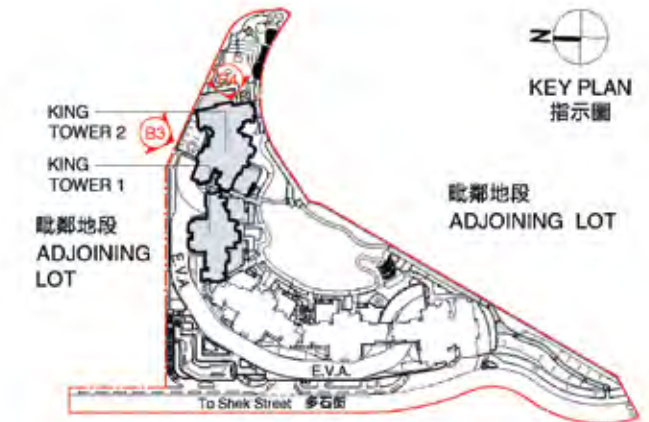 N
KEY PLAN
指示圖
KING
TOWER 2
B3
KING
TOWER 1
毗鄰地段
ADJOINING
LOT
毗鄰地段
ADJOINING LOT
E.V.A.
E.V.A.
To Shek Street 多石街